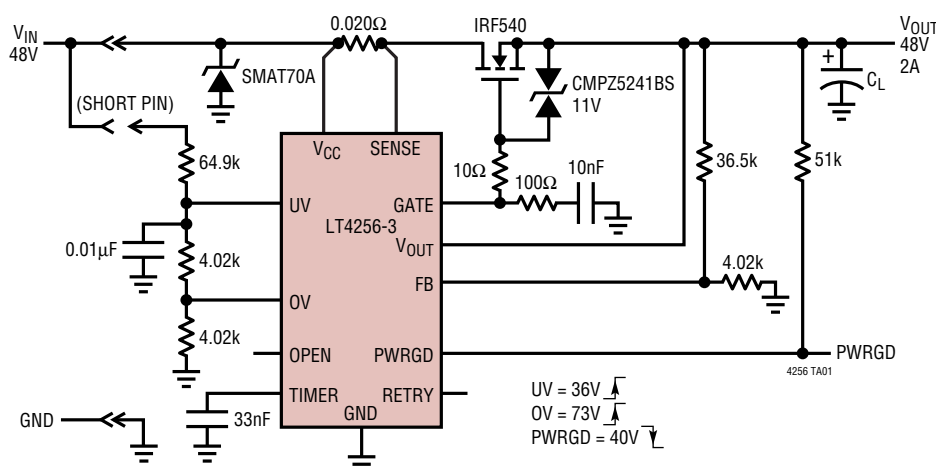 VIN
48V
0.020Ω
IRF540
VOUT
48V
2A
SMAT70A
CMPZ5241BS
11V
+
CL
(SHORT PIN)
64.9k
VCC
SENSE
10Ω
100Ω
10nF
36.5k
51k
UV
GATE
LT4256-3
VOUT
0.01µF
4.02k
FB
4.02k
OV
4.02k
OPEN
PWRGD
PWRGD
4256 TA01
TIMER
RETRY
33nF
GND
GND
UV = 36V
OV = 73V
PWRGD = 40V